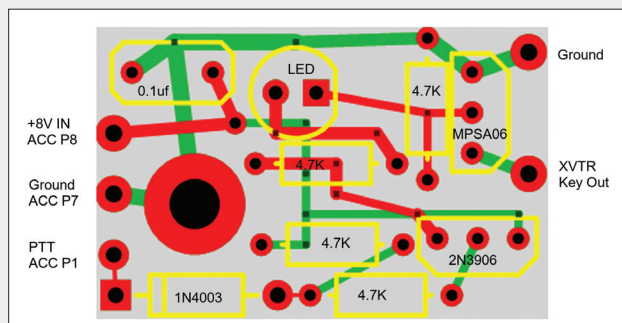 Ground
LED
0.1uf
4.7K
MPSA06
+8V IN
ACC P8
4.7K
XVTR
Key Out
Ground
ACC P7
4.7K
2N3906
PTT
ACC P1
1N4003
4.7K